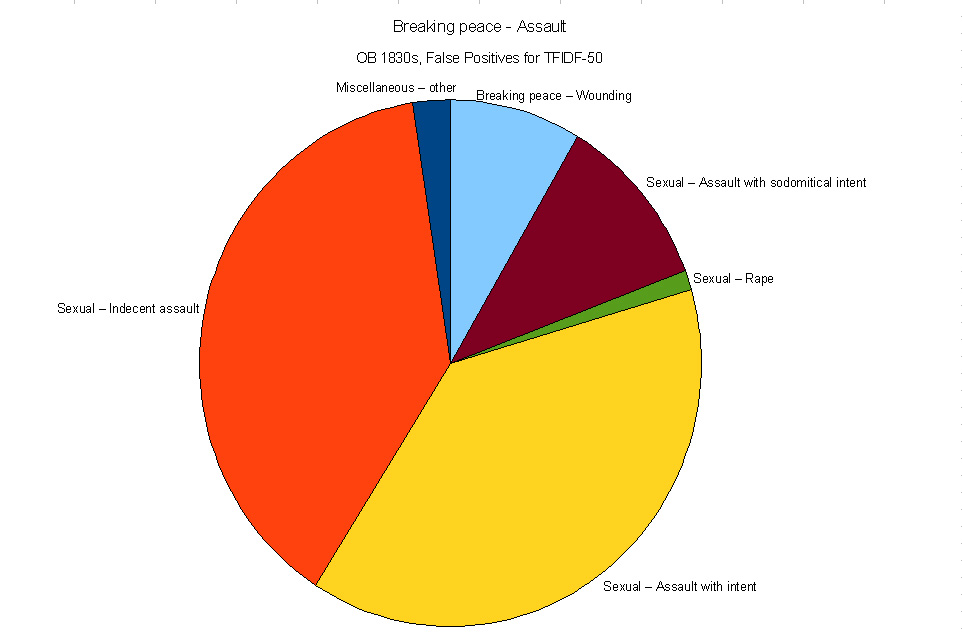 Breaking peace - Assault
OB 1830s, False Positives for TFIDF-50
Miscellaneous – other
Breaking peace – Wounding
Sexual – Assault with sodomitical intent
Sexual – Rape
Sexual – Indecent assault
Sexual – Assault with intent